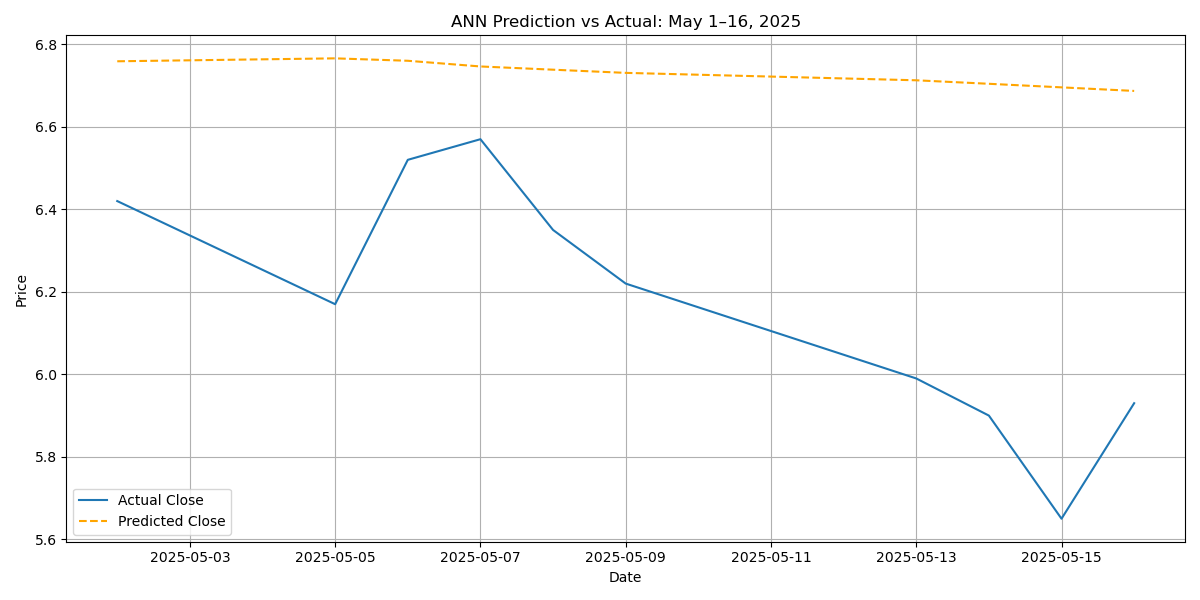 ANN Prediction vs Actual: May 1–16, 2025
Price
6.8
6.6
6.4
6.2
6.0
5.8
5.6
Actual Close
Predicted Close
2025-05-03
2025-05-05
2025-05-07
2025-05-09
2025-05-11
2025-05-13
2025-05-15
Date